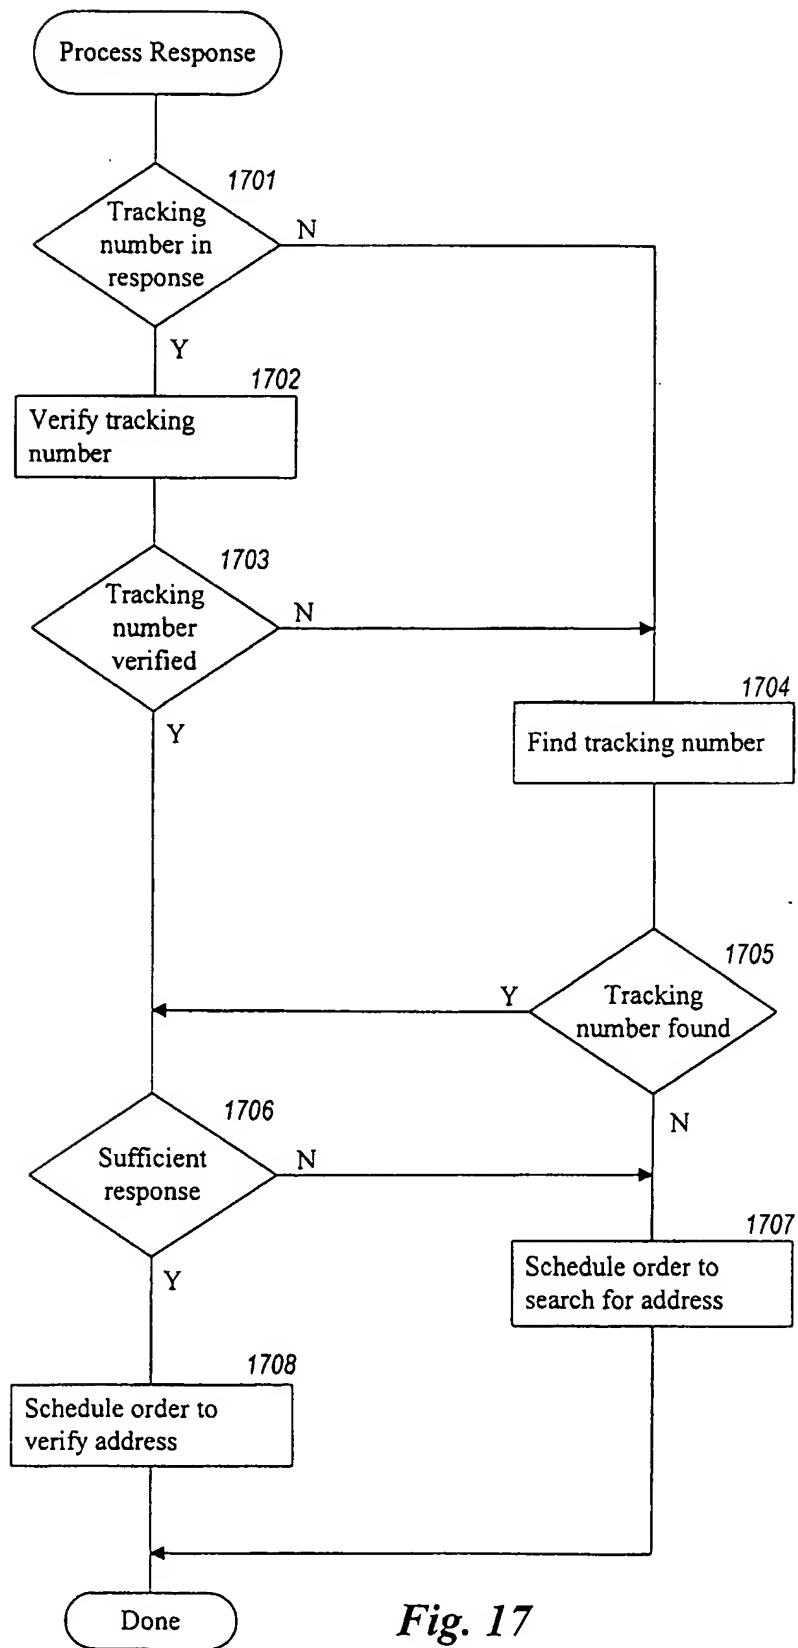 Process Response
1701
Tracking
number in
response
N
Y
1702
Verify tracking
number
1703
Tracking
number
verified
N
Y
1704
Find tracking number
1705
Tracking
number found
Y
N
1706
Sufficient
response
N
Y
1707
Schedule order to
search for address
1708
Schedule order to
verify address
Done
Fig. 17